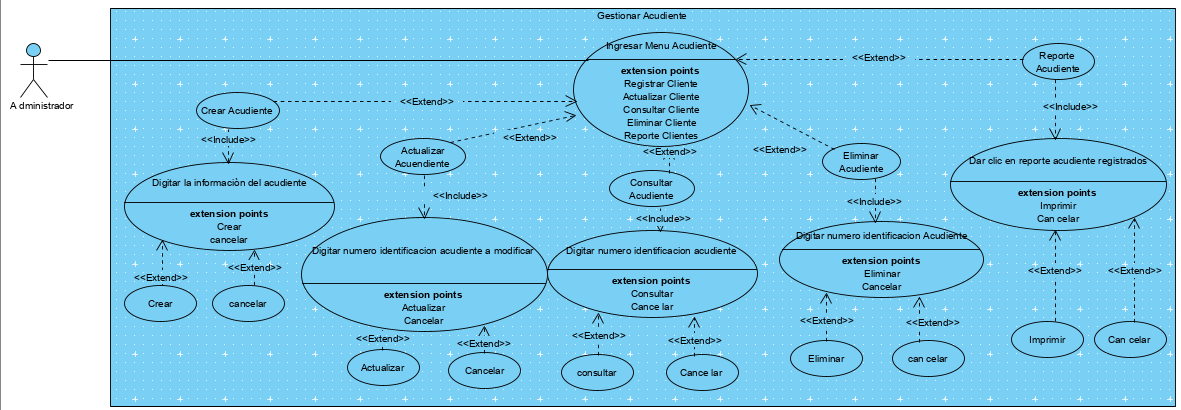 Gestionar Acudiente
Administrador
Ingresar Menu Acudiente
extension points
Registrar Cliente
Actualizar Cliente
Consultar Cliente
Eliminar Cliente
Reporte Clientes
<<Extend>>
Reporte
Acudiente
<<Include>>
Dar clic en reporte acudiente registrados
extension points
Imprimir
Can celar
<<Extend>>
<<Extend>>
Imprimir
Can celar
Crear Acudiente
<<Extend>>
<<Include>>
Digitar la informaciòn del acudiente
extension points
Crear
cancelar
<<Extend>>
<<Extend>>
Crear
cancelar
Actualizar
Acuendiente
<<Extend>>
<<Include>>
Digitar numero identificacion acudiente a modificar
extension points
Actualizar
Cancelar
<<Extend>>
<<Extend>>
Actualizar
Cancelar
<<Extend>>
Consultar
Acudiente
<<Include>>
Digitar numero identificacion acudiente
extension points
Consultar
Cance lar
<<Extend>>
<<Extend>>
consultar
Cance lar
<<Extend>>
Eliminar
Acudiente
<<Include>>
Digitar numero identificacion Acudiente
extension points
Eliminar
Cancelar
<<Extend>>
<<Extend>>
Eliminar
can celar